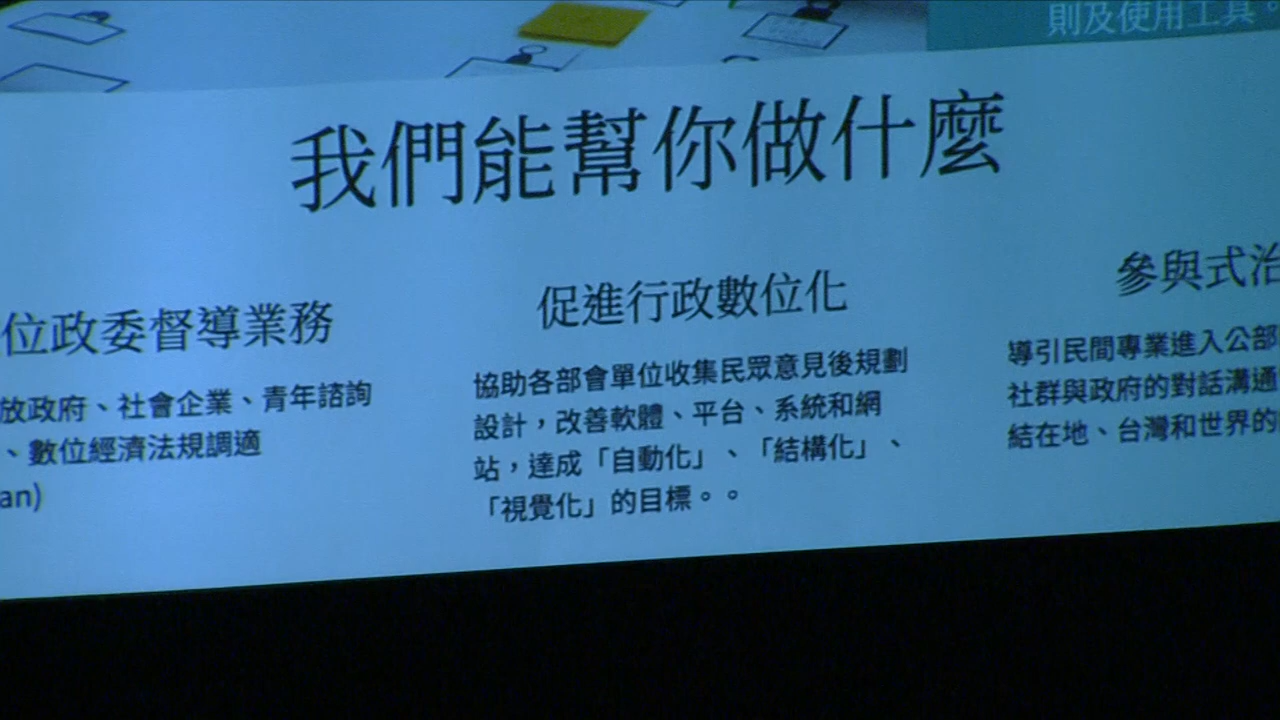 則及使用工具。
我們能幫你做什麼
位政委督導業務
放政府、社會企業、青年諮詢
、數位經濟法規調適
an)
促進行政數位化
協助各部會單位收集民眾意見後規劃
設計，改善軟體、平台、系統和網
站，達成「自動化」、「結構化」、
「視覺化」的目標。。
參與式治
導引民間專業進入公部
社群與政府的對話溝通
結在地、台灣和世界的